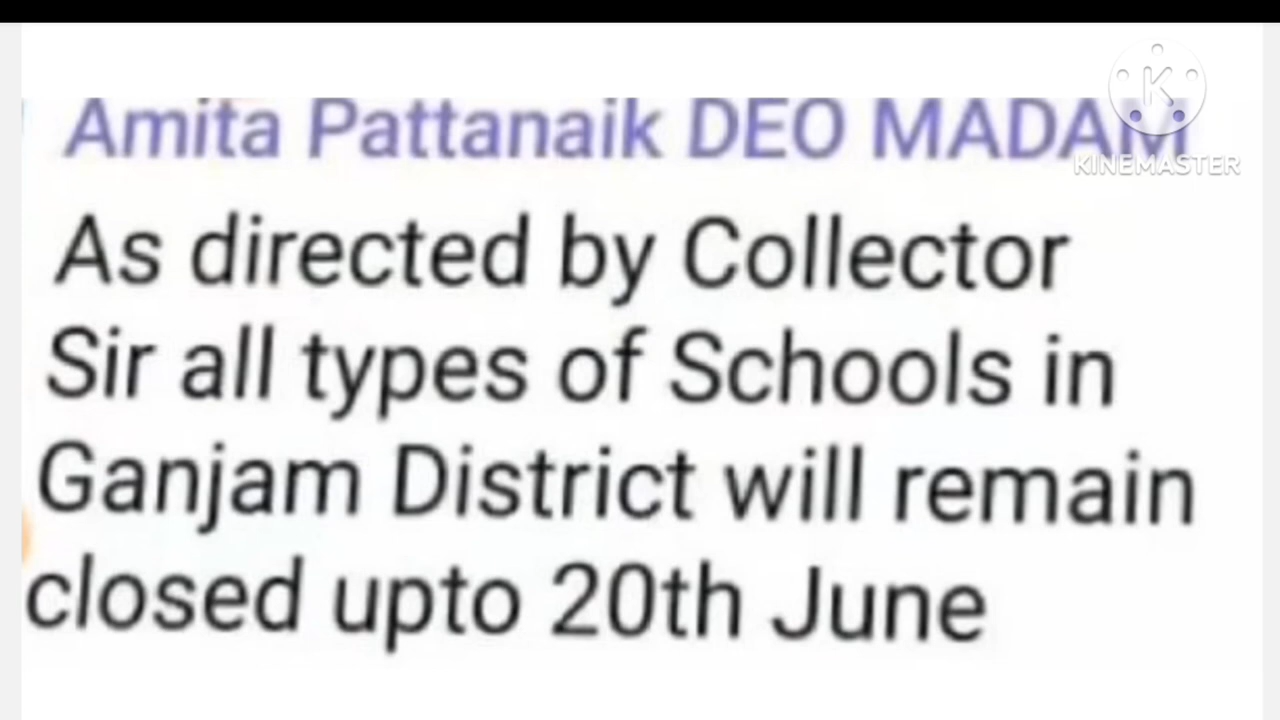 Amita Pattanaik DEO MADAM
KINEMASTER
As directed by Collector
Sir all types of Schools in
Ganjam District will remain
closed upto 20th June